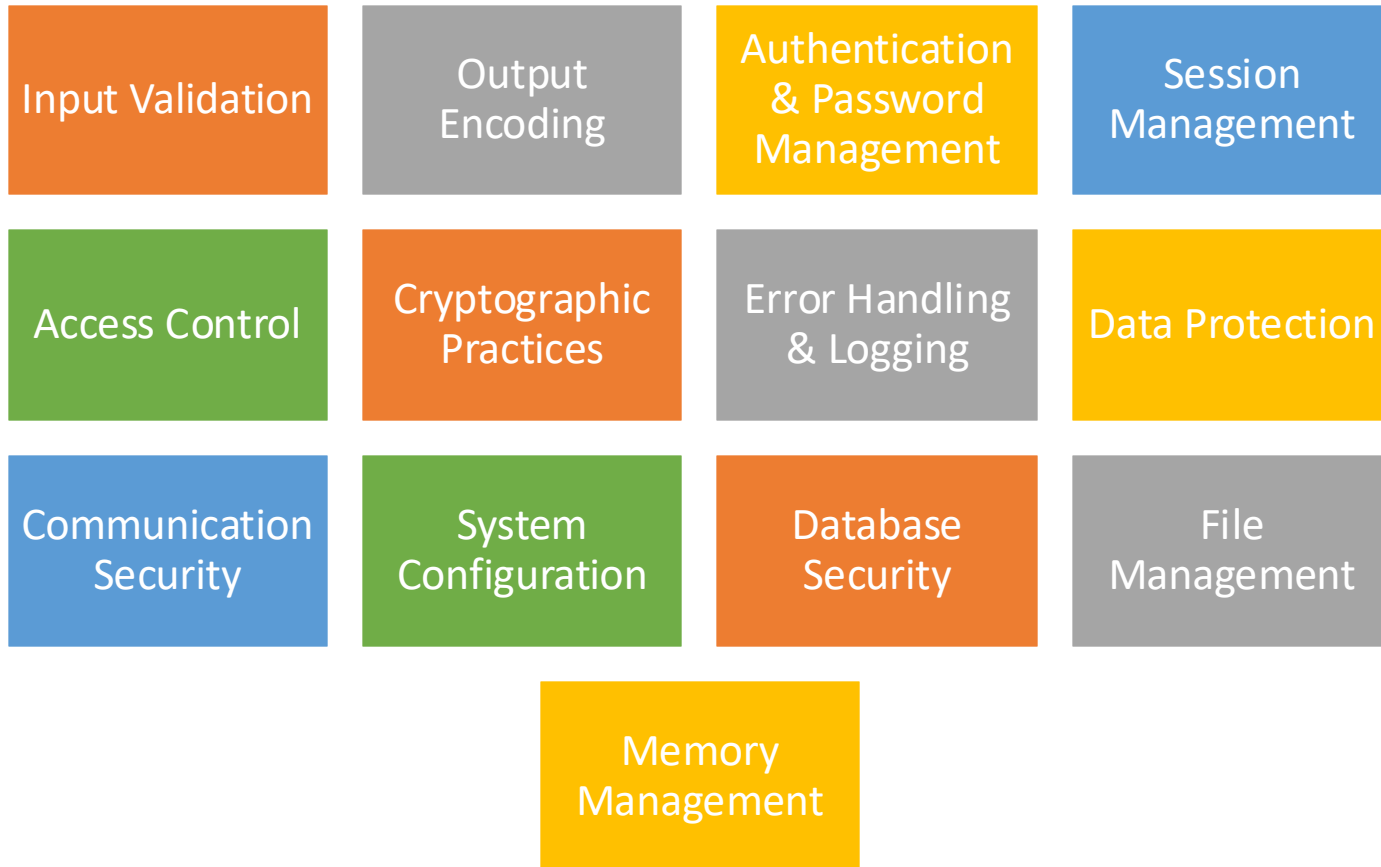 Input Validation
Output
Encoding
Authentication
& Password
Management
Session
Management
Access Control
Cryptographic
Practices
Error Handling
& Logging
Data Protection
Communication
Security
System
Configuration
Database
Security
File
Management
Memory
Management